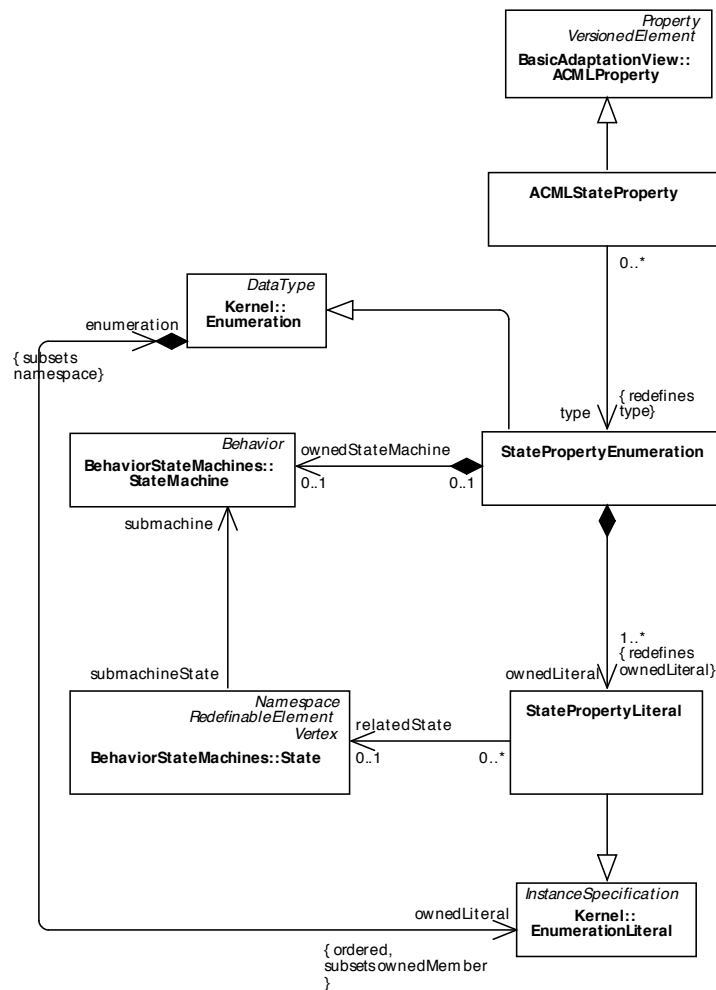 Property
VersionedElement
BasicAdaptationView::
ACMLProperty
ACMLStateProperty
0..*
DataType
Kernel::
Enumeration
enumeration
{ subsets
namespace}
{ redefines
type}
type
Behavior
BehaviorStateMachines::
StateMachine
ownedStateMachine
0..1
0..1
StatePropertyEnumeration
submachine
1..*
{ redefines
ownedLiteral}
ownedLiteral
submachineState
Namespace
RedefinableElement
Vertex
BehaviorStateMachines::State
relatedState
0..1
0..*
StatePropertyLiteral
InstanceSpecification
Kernel::
EnumerationLiteral
ownedLiteral
{ ordered,
subsetsownedMember
}